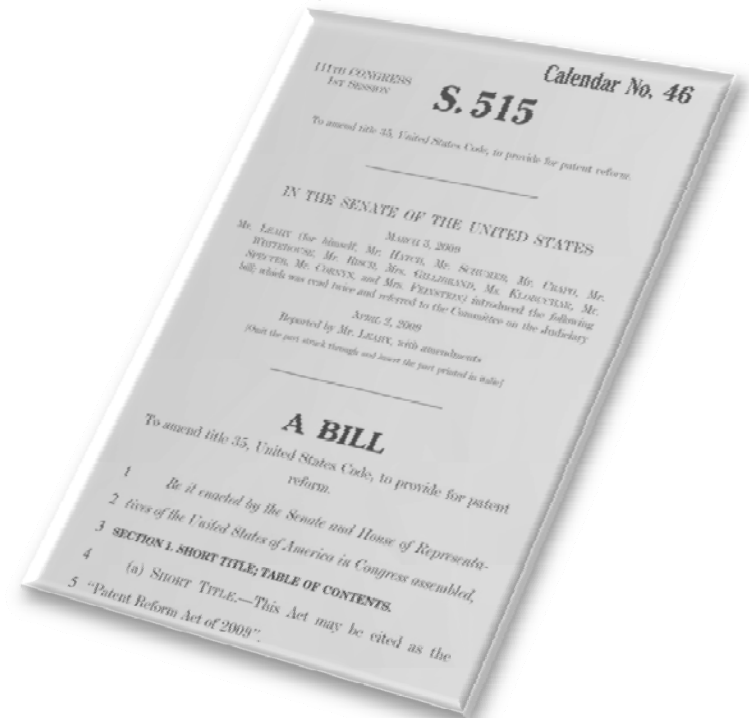 Calendar No. 46
111TH CONGRESS
1ST SESSION
S. 515
To amend title 35, United States Code, to provide for patent reform.
IN THE SENATE OF THE UNITED STATES
MARCH 3, 2009
Mr. LEAHY (for himself, Mr. HATCH, Mr. SCHUMER, Mr. CRAPO, Mr.
WHITEHOUSE, Mr. RISCH, Mrs. GILLIBRAND, Ms. KLOBUCHAR, Mr.
SPECTER, Mr. CORNYN, and Mrs. FEINSTEIN) introduced the following
bill; which was read twice and referred to the Committee on the Judiciary
APRIL 2, 2009
Reported by Mr. LEAHY, with amendments
[Omit the part struck through and insert the part printed in italic]
A BILL
To amend title 35, United States Code, to provide for patent
reform.
1 Be it enacted by the Senate and House of Representa-
2 tives of the United States of America in Congress assembled,
3 SECTION 1. SHORT TITLE; TABLE OF CONTENTS.
4 (a) SHORT TITLE.—This Act may be cited as the
5 “Patent Reform Act of 2009”.